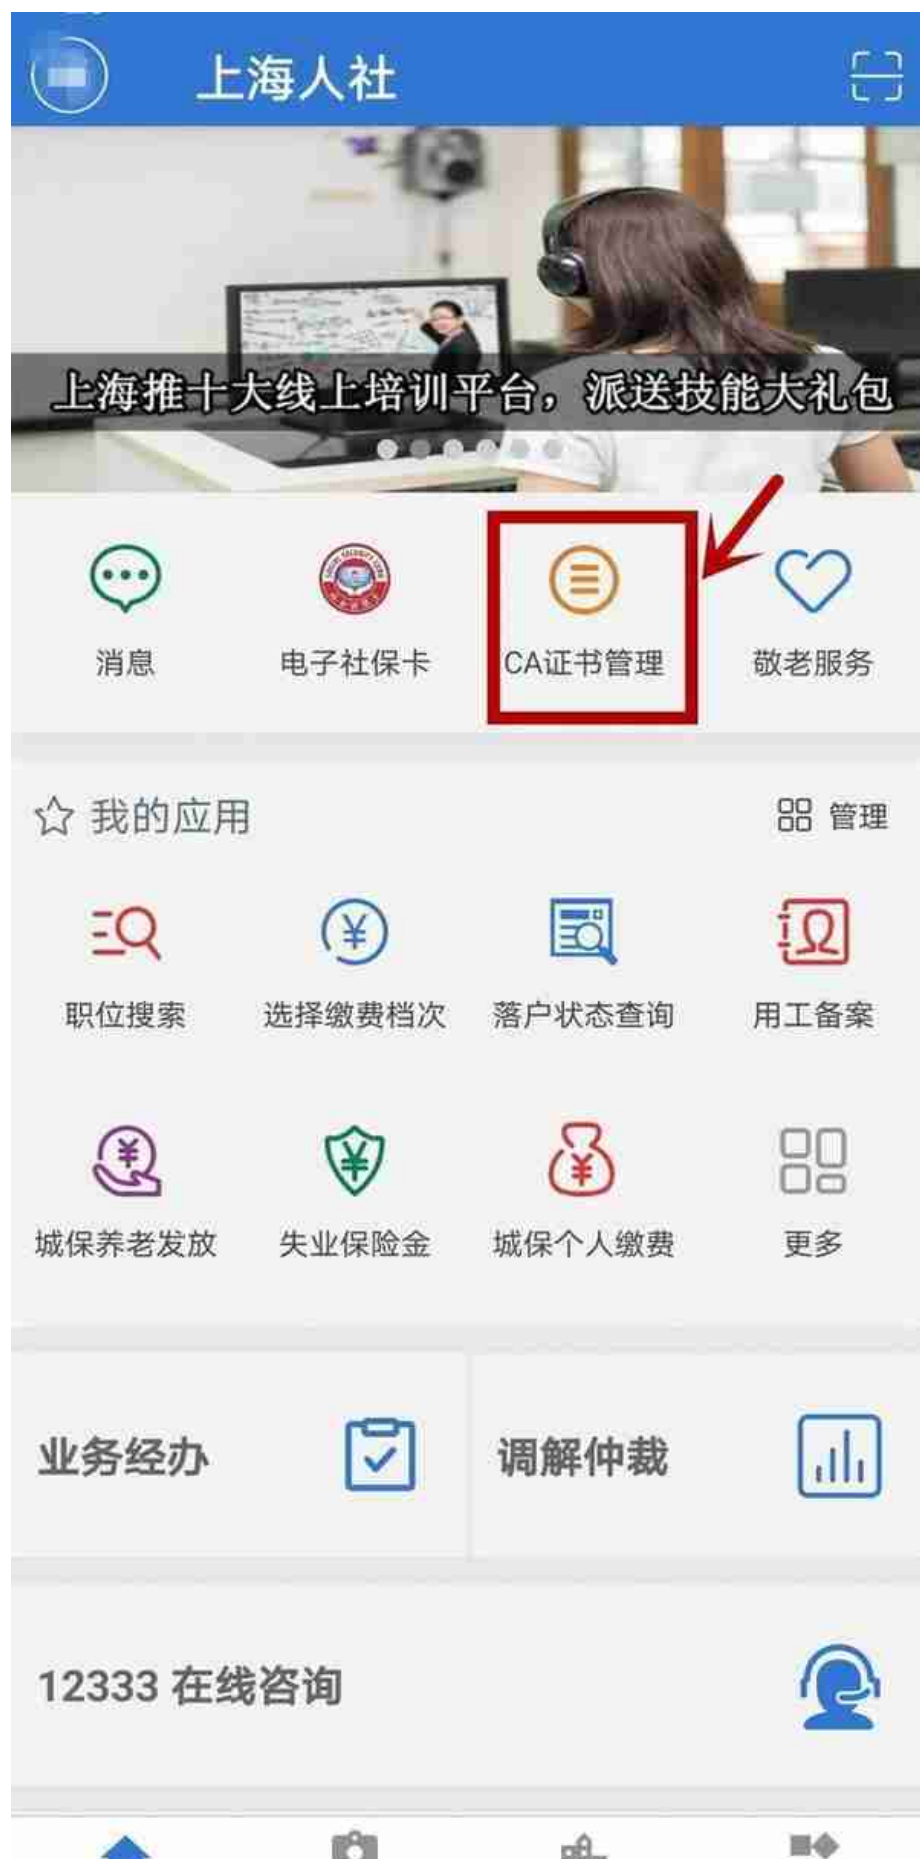 上海人社
上海推十大线上培训平台，派送技能大礼包
消息 电子社保卡 CA证书管理 敬老服务
我的应用 管理
职位搜索 选择缴费档次 落户状态查询 用工备案
城保养老发放 失业保险金 城保个人缴费 更多
业务经办 调解仲裁
12333 在线咨询